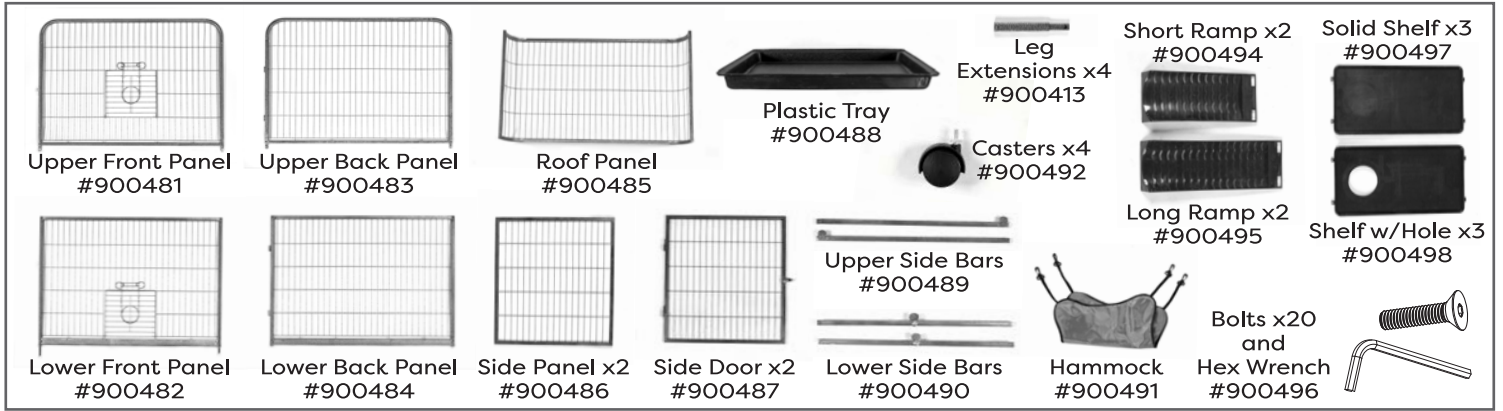 Upper Front Panel
#900481
Upper Back Panel
#900483
Roof Panel
#900485
Plastic Tray
#900488
Leg
Extensions x4
#900413
Casters x4
#900492
Short Ramp x2
#900494
Long Ramp x2
#900495
Solid Shelf x3
#900497
Shelf w/Hole x3
#900498
Lower Front Panel
#900482
Lower Back Panel
#900484
Side Panel x2
#900486
Side Door x2
#900487
Upper Side Bars
#900489
Lower Side Bars
#900490
Hammock
#900491
Bolts x20
and
Hex Wrench
#900496